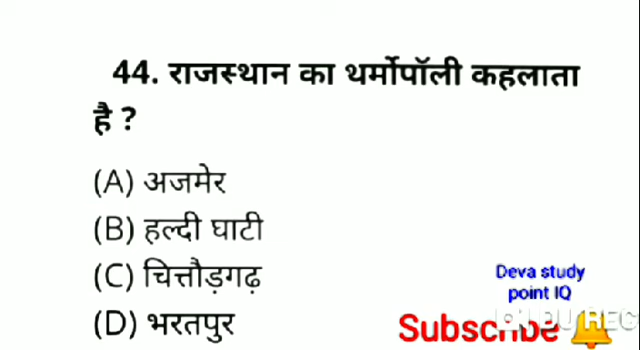 44. राजस्थान का थर्मोपॉली कहलाता
है ?
(A) अजमेर
(B) हल्दी घाटी
(C) चित्तौड़गढ़
(D) भरतपुर
Deva study
point IQ
Subscribe